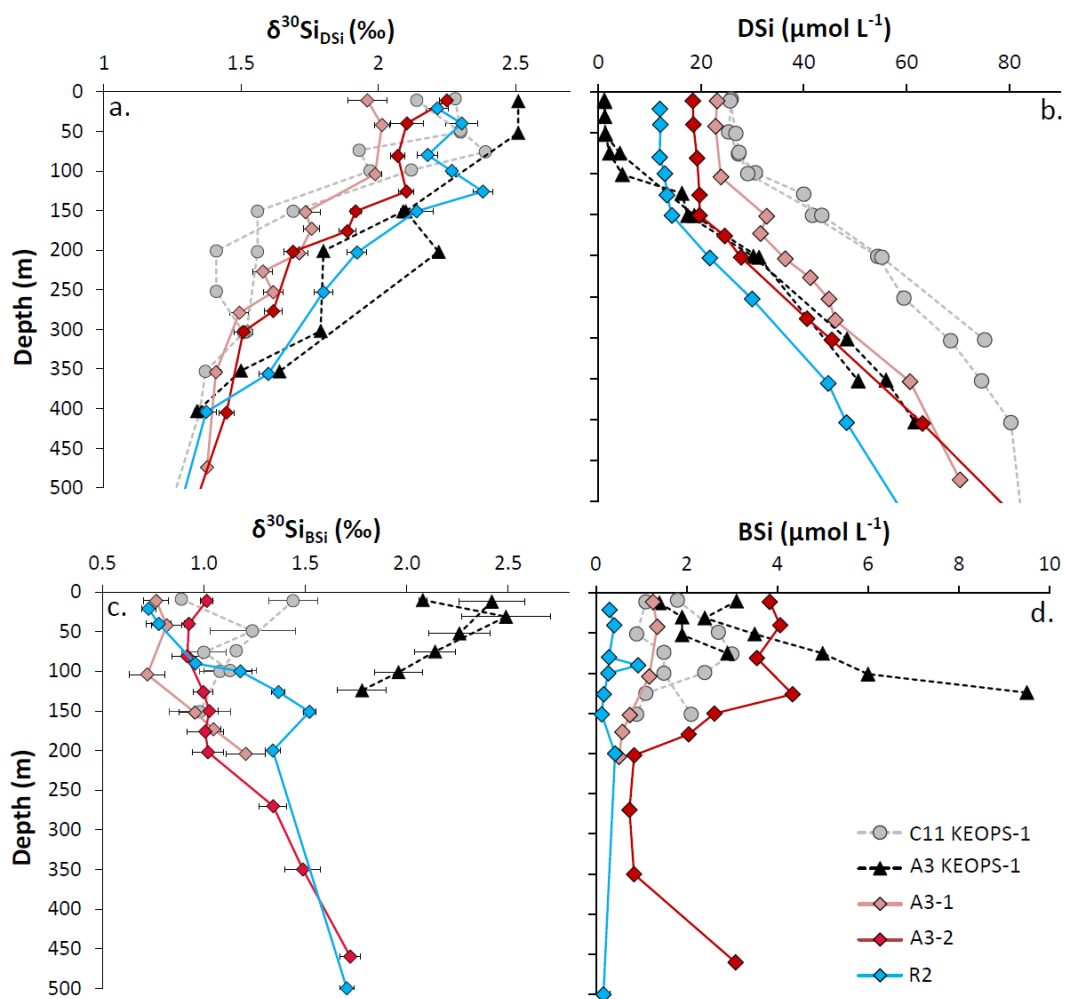 δ³⁰Si_DSi (‰)
1 1.5 2 2.5
a.
0
50
100
150
200
250
300
350
400
450
500
Depth (m)
DSi (µmol L⁻¹)
0 20 40 60 80
b.
δ³⁰Si_BSi (‰)
0.5 1.0 1.5 2.0 2.5
c.
0
50
100
150
200
250
300
350
400
450
500
Depth (m)
BSi (µmol L⁻¹)
0 2 4 6 8 10
d.
C11 KEOPS-1
A3 KEOPS-1
A3-1
A3-2
R2